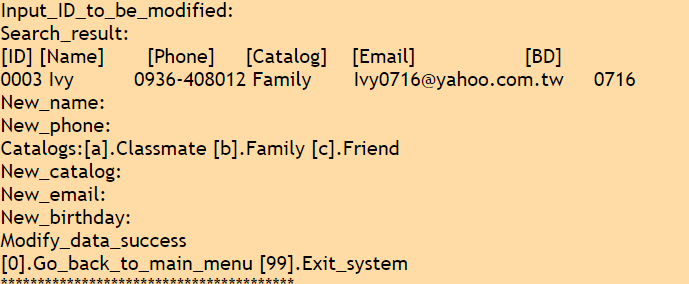 Input_ID_to_be_modified:
Search_result:
[ID] [Name] [Phone] [Catalog] [Email] [BD]
0003 Ivy 0936-408012 Family Ivy0716@yahoo.com.tw 0716
New_name:
New_phone:
Catalogs:[a].Classmate [b].Family [c].Friend
New_catalog:
New_email:
New_birthday:
Modify_data_success
[0].Go_back_to_main_menu [99].Exit_system
****************************************